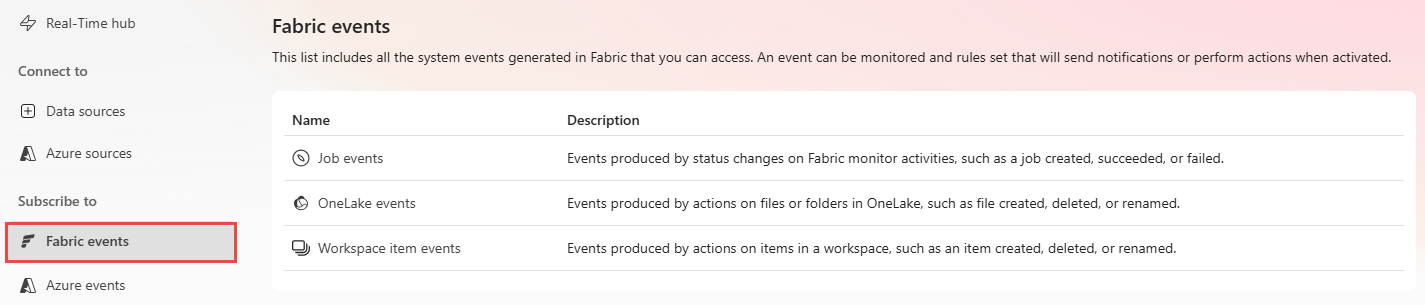 Real-Time hub
Connect to
Data sources
Azure sources
Subscribe to
Fabric events
Azure events
Fabric events
This list includes all the system events generated in Fabric that you can access. An event can be monitored and rules set that will send notifications or perform actions when activated.
Name Description
Job events Events produced by status changes on Fabric monitor activities, such as a job created, succeeded, or failed.
OneLake events Events produced by actions on files or folders in OneLake, such as file created, deleted, or renamed.
Workspace item events Events produced by actions on items in a workspace, such as an item created, deleted, or renamed.